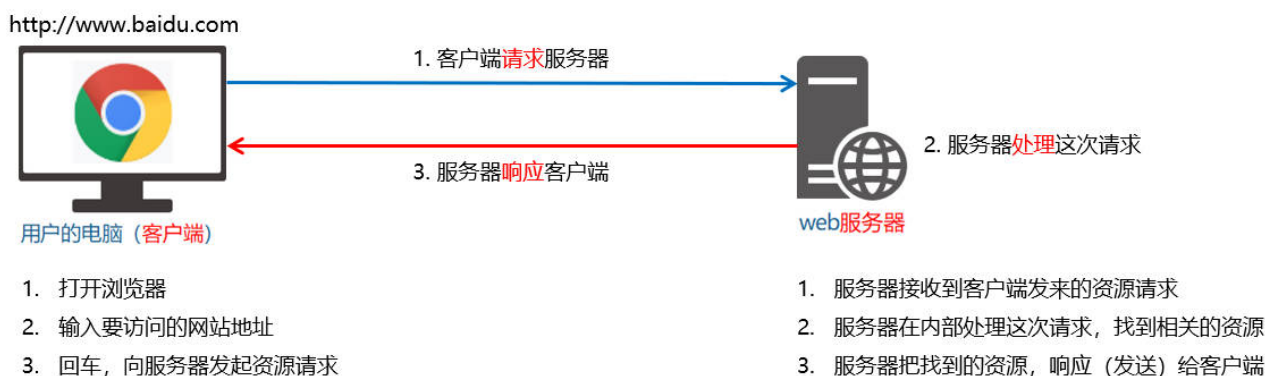 http://www.baidu.com
1. 客户端请求服务器
2. 服务器处理这次请求
3. 服务器响应客户端
用户的电脑（客户端）
web服务器
1. 打开浏览器
2. 输入要访问的网站地址
3. 回车，向服务器发起资源请求
1. 服务器接收到客户端发来的资源请求
2. 服务器在内部处理这次请求，找到相关的资源
3. 服务器把找到的资源，响应（发送）给客户端